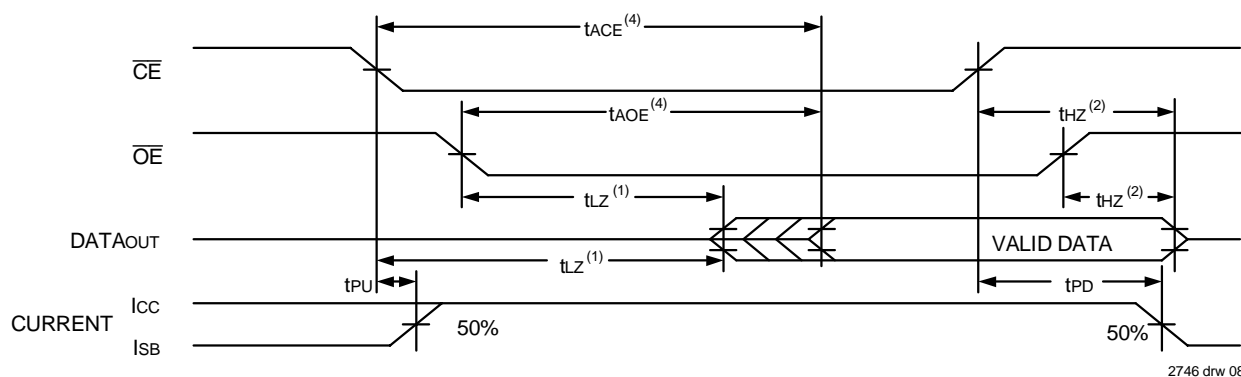 tACE(4)
CE
tAOE(4)
tHZ(2)
OE
tLZ(1)
tHZ(2)
DATAOUT
VALID DATA
tLZ(1)
tPU
tPD
ICC
CURRENT
50%
50%
ISB
2746 drw 08